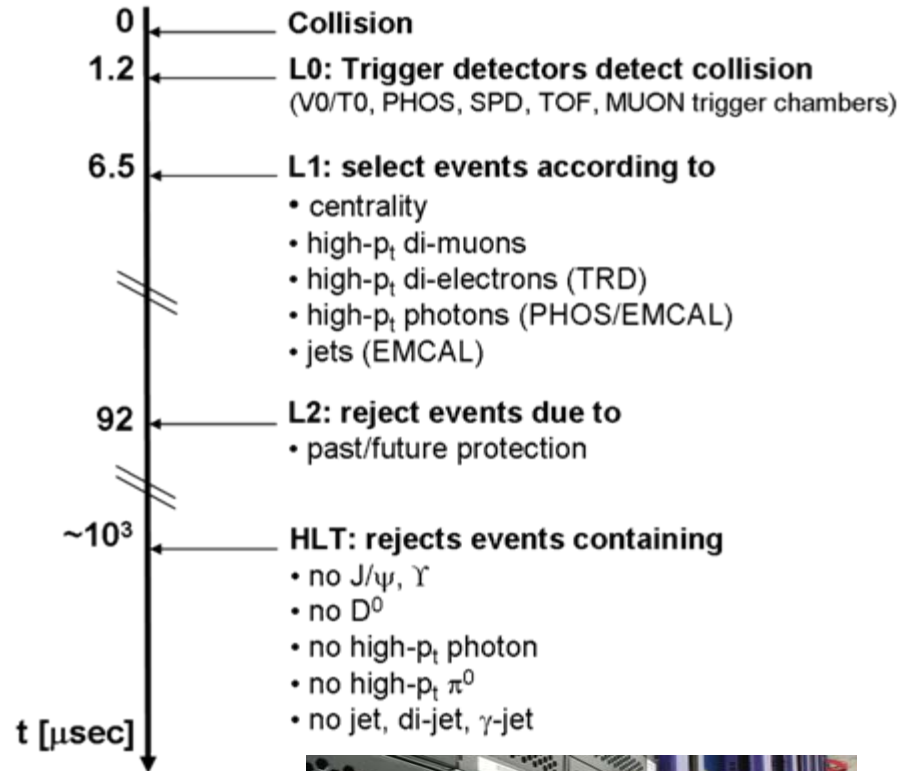 0 Collision
1.2 L0: Trigger detectors detect collision
(V0/T0, PHOS, SPD, TOF, MUON trigger chambers)
6.5 L1: select events according to
• centrality
• high-pₜ di-muons
• high-pₜ di-electrons (TRD)
• high-pₜ photons (PHOS/EMCAL)
• jets (EMCAL)
92 L2: reject events due to
• past/future protection
~10³ HLT: rejects events containing
• no J/ψ, ϒ
• no D⁰
• no high-pₜ photon
• no high-pₜ π⁰
• no jet, di-jet, γ-jet
t [μsec]